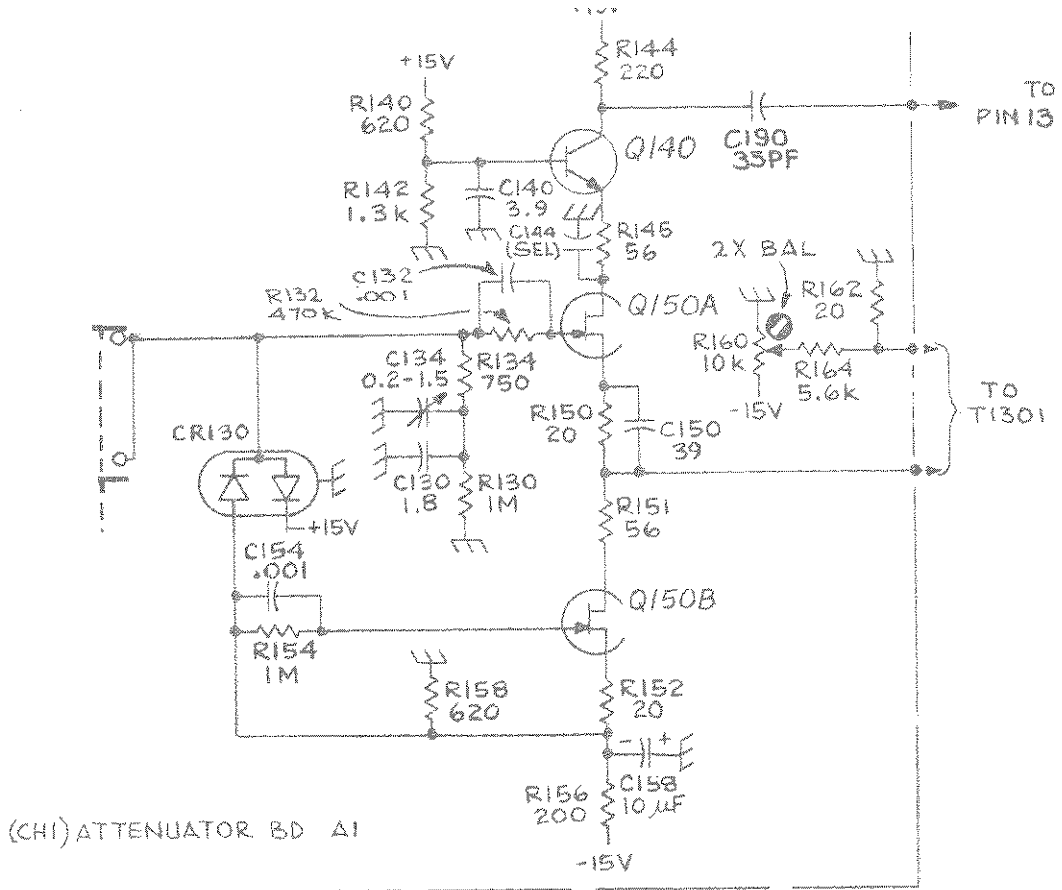 R144
220
+15V
TO
PIN 13
R140
620
C190
33PF
Q140
R142
1.3K
C140
3.9
C144
(SEL)
R145
56
2X BAL
C132
.001
R132
470K
Q150A
R162
20
R160
10K
R164
5.6K
-15V
TO
T1301
C134
0.2-1.5
R134
750
R150
20
C150
39
CR130
C130
1.8
R130
1M
R151
56
+15V
C154
.001
Q150B
R154
1M
R158
620
R152
20
- +
R156
200
C158
10µF
(CH1) ATTENUATOR BD A1
-15V